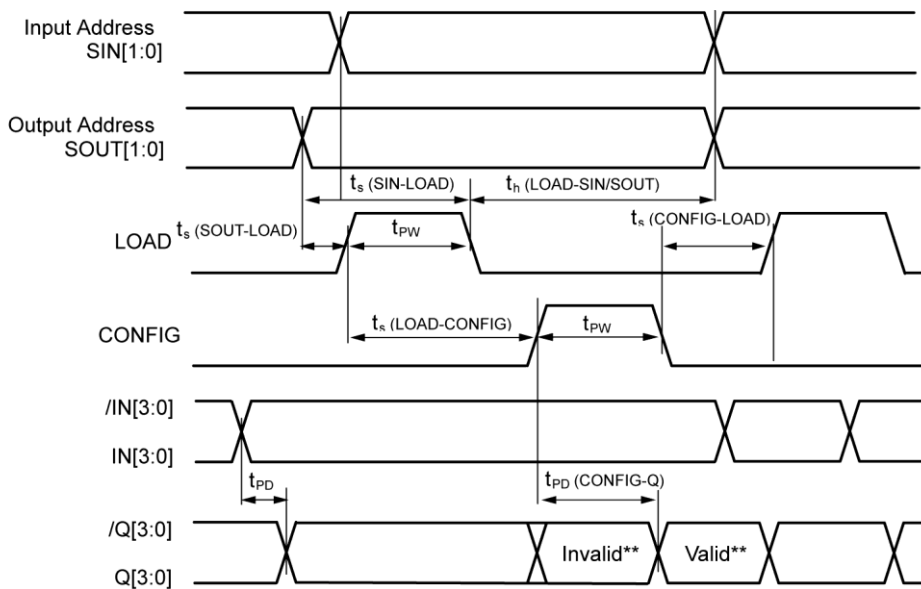 Input Address
SIN[1:0]
Output Address
SOUT[1:0]
ts (SIN-LOAD)
th (LOAD-SIN/SOUT)
ts (SOUT-LOAD)
ts (CONFIG-LOAD)
LOAD
tPW
ts (LOAD-CONFIG)
tPW
CONFIG
/IN[3:0]
IN[3:0]
tPD
tPD (CONFIG-Q)
/Q[3:0]
Invalid**
Valid**
Q[3:0]